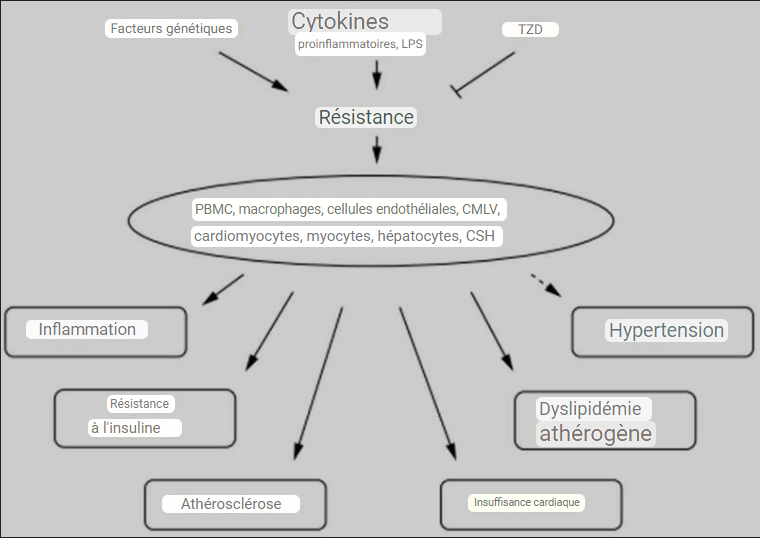 Facteurs génétiques
Cytokines
proinflammatoires, LPS
TZD
Résistance
PBMC, macrophages, cellules endothéliales, CMLV,
cardiomyocytes, myocytes, hépatocytes, CSH
Inflammation
Hypertension
Résistance
à l'insuline
Dyslipidémie
athérogène
Athérosclérose
Insuffisance cardiaque